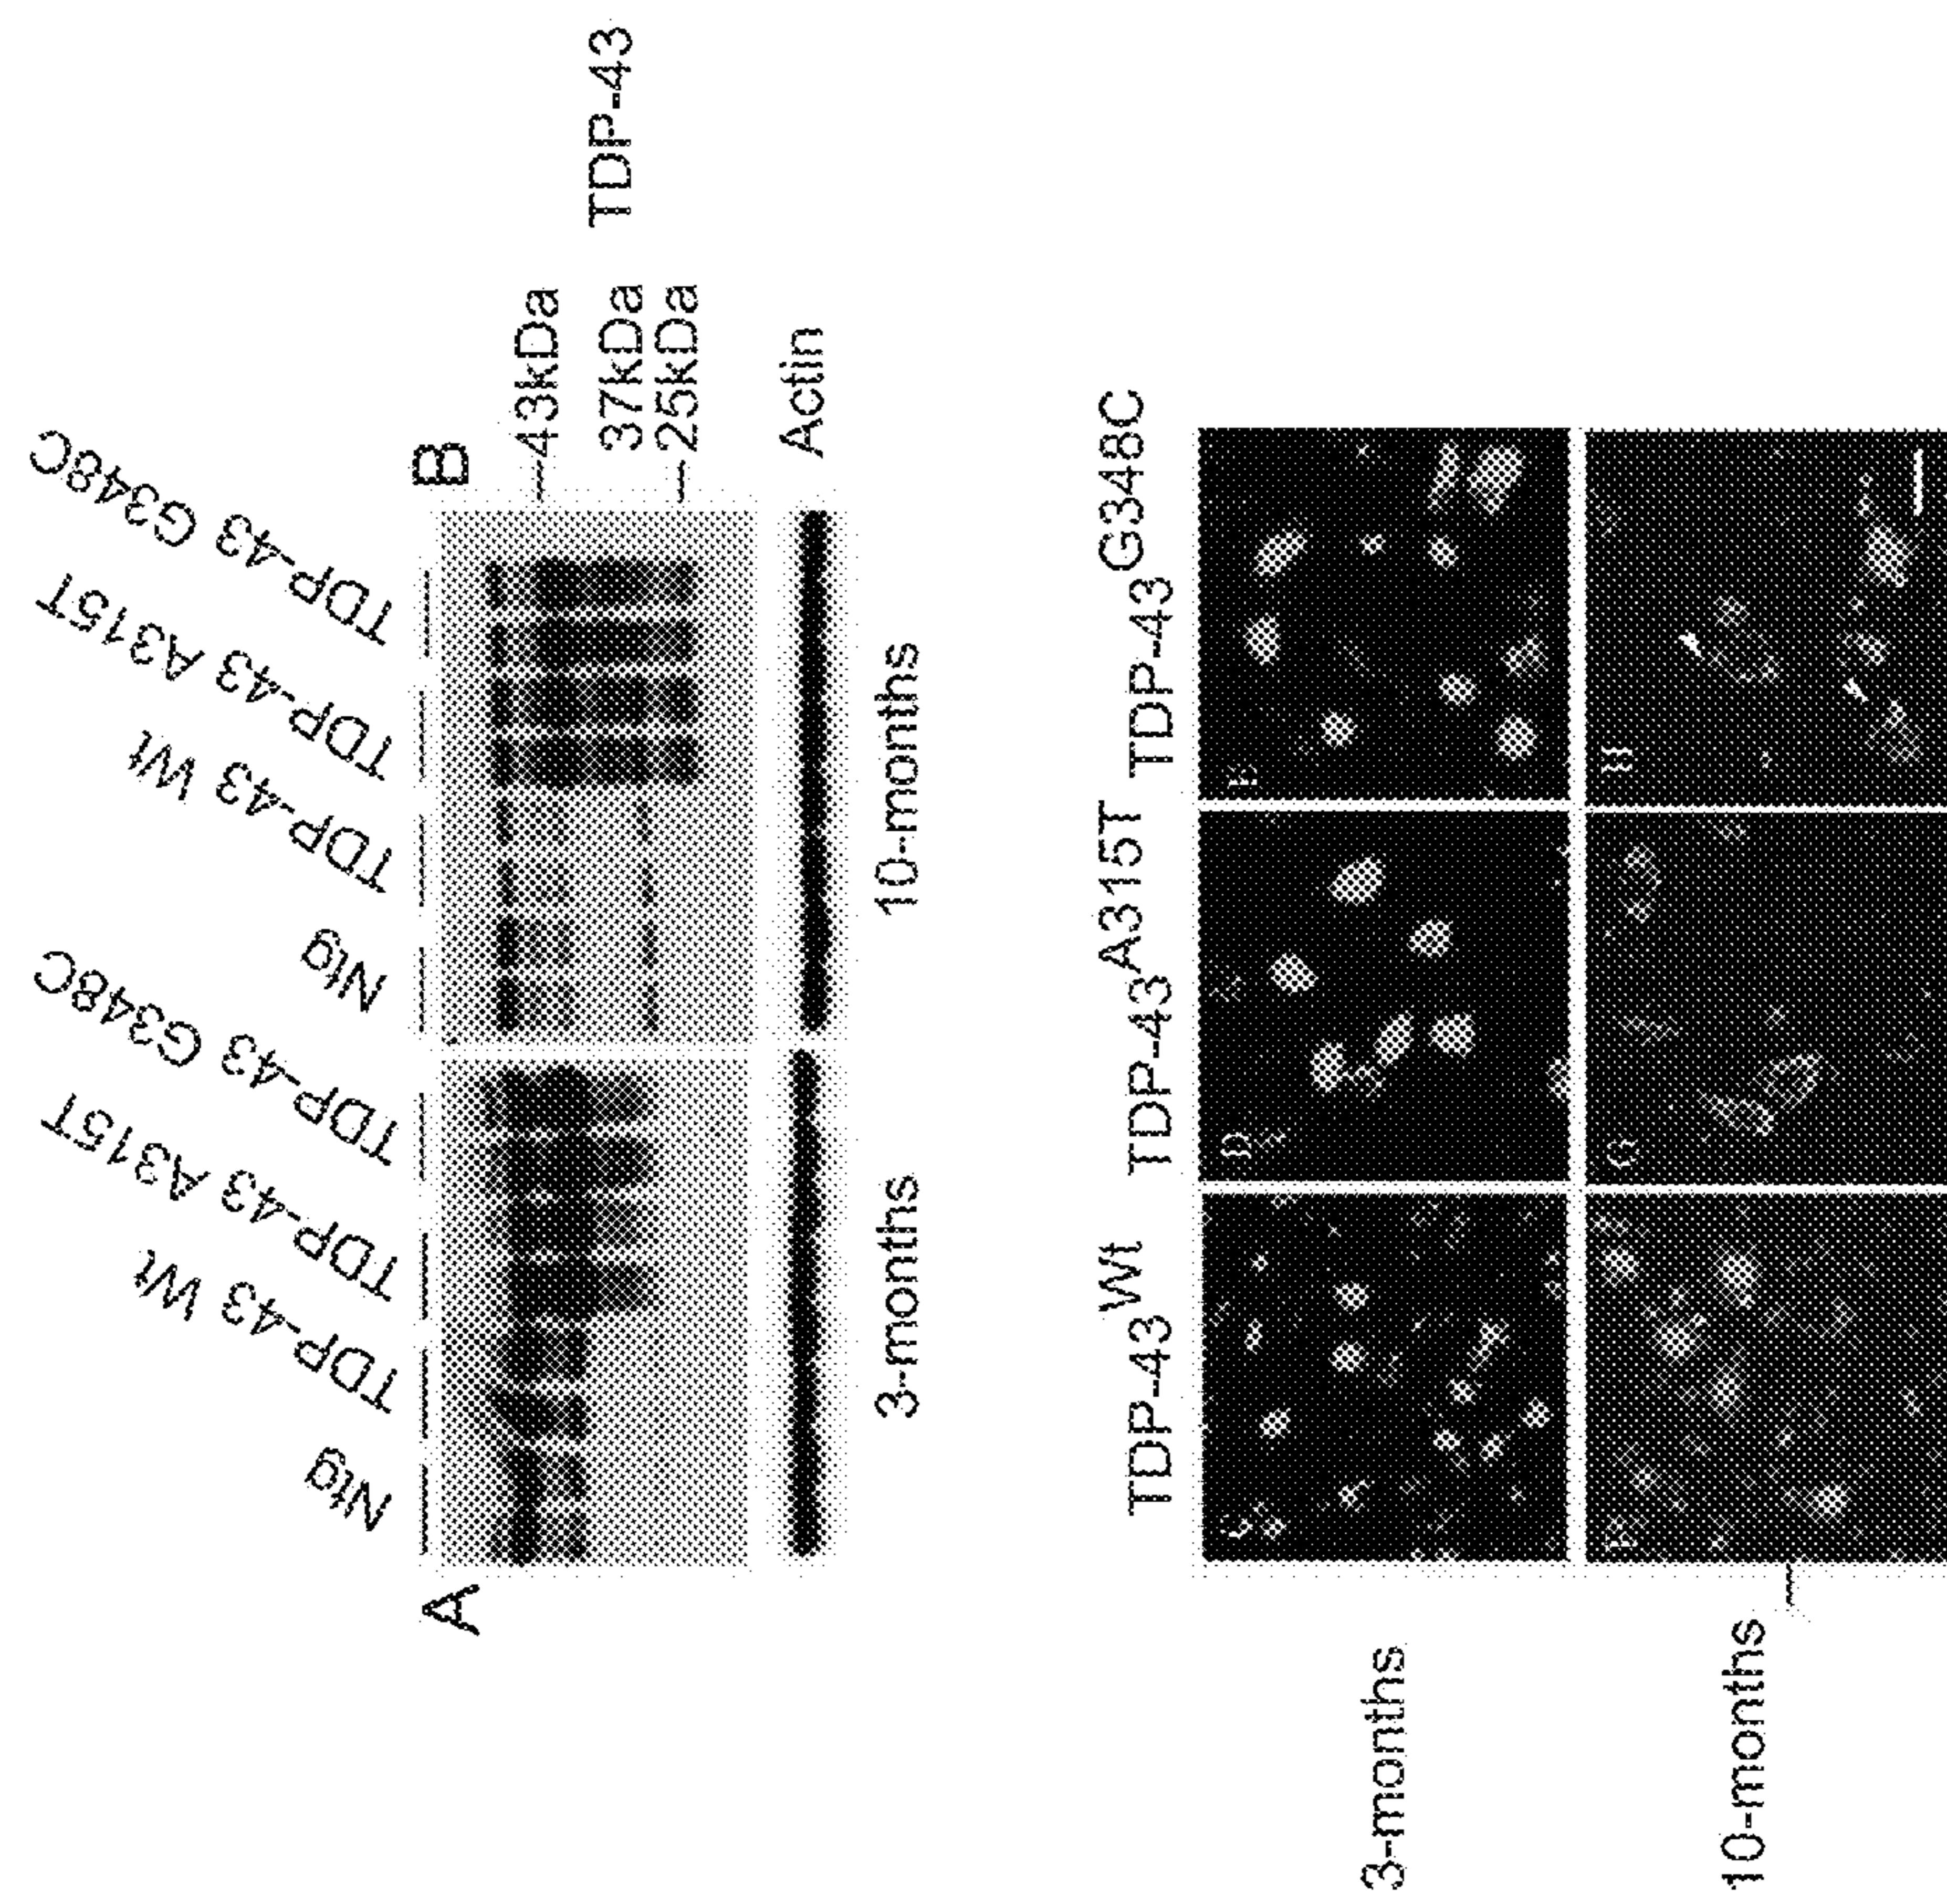 A
Ntg
TDP-43 Wt
TDP-43 A315T
TDP-43 G348C
Ntg
TDP-43 Wt
TDP-43 A315T
TDP-43 G348C
B
43kDa
37kDa
25kDa
TDP-43
Actin
3-months
10-months
TDP-43Wt
TDP-43A315T
TDP-43G348C
3-months
C
D
E
10-months
F
G
H